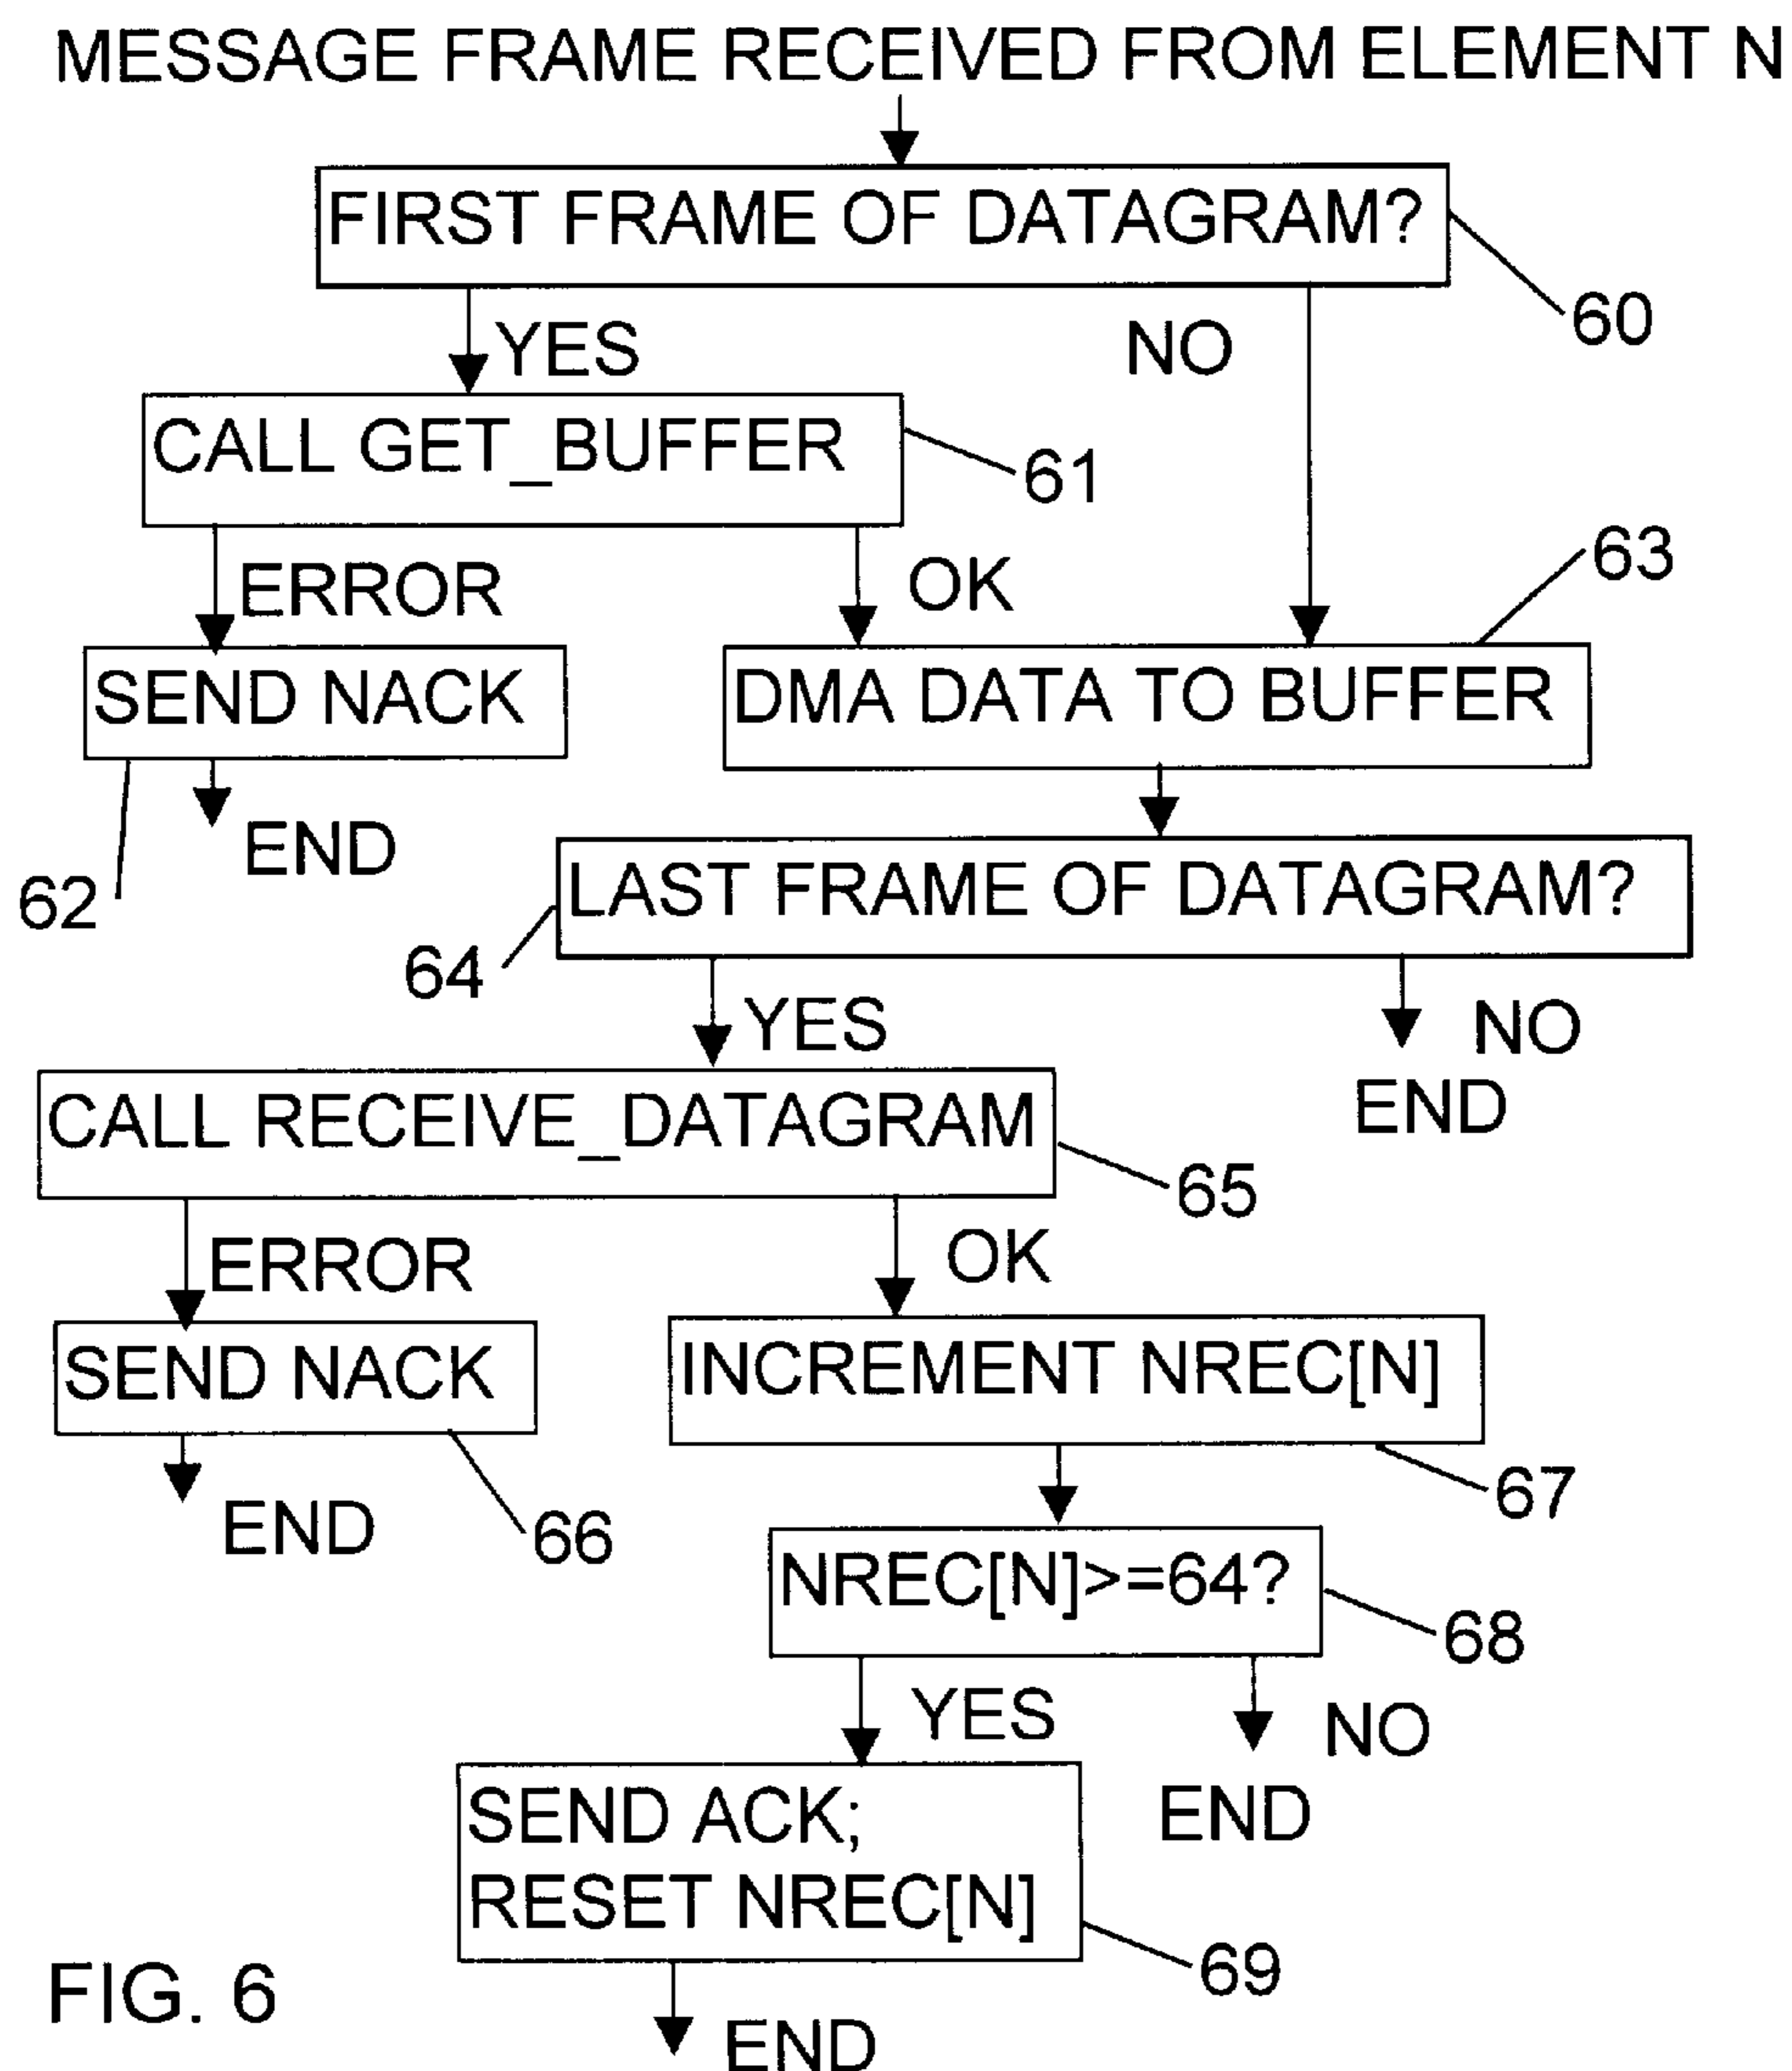 MESSAGE FRAME RECEIVED FROM ELEMENT N
FIRST FRAME OF DATAGRAM?
60
YES
NO
CALL GET_BUFFER
61
ERROR
OK
63
SEND NACK
DMA DATA TO BUFFER
END
62
LAST FRAME OF DATAGRAM?
64
YES
NO
END
CALL RECEIVE_DATAGRAM
65
ERROR
OK
SEND NACK
INCREMENT NREC[N]
END
66
67
NREC[N]>=64?
68
YES
NO
END
SEND ACK;
RESET NREC[N]
69
FIG. 6
END